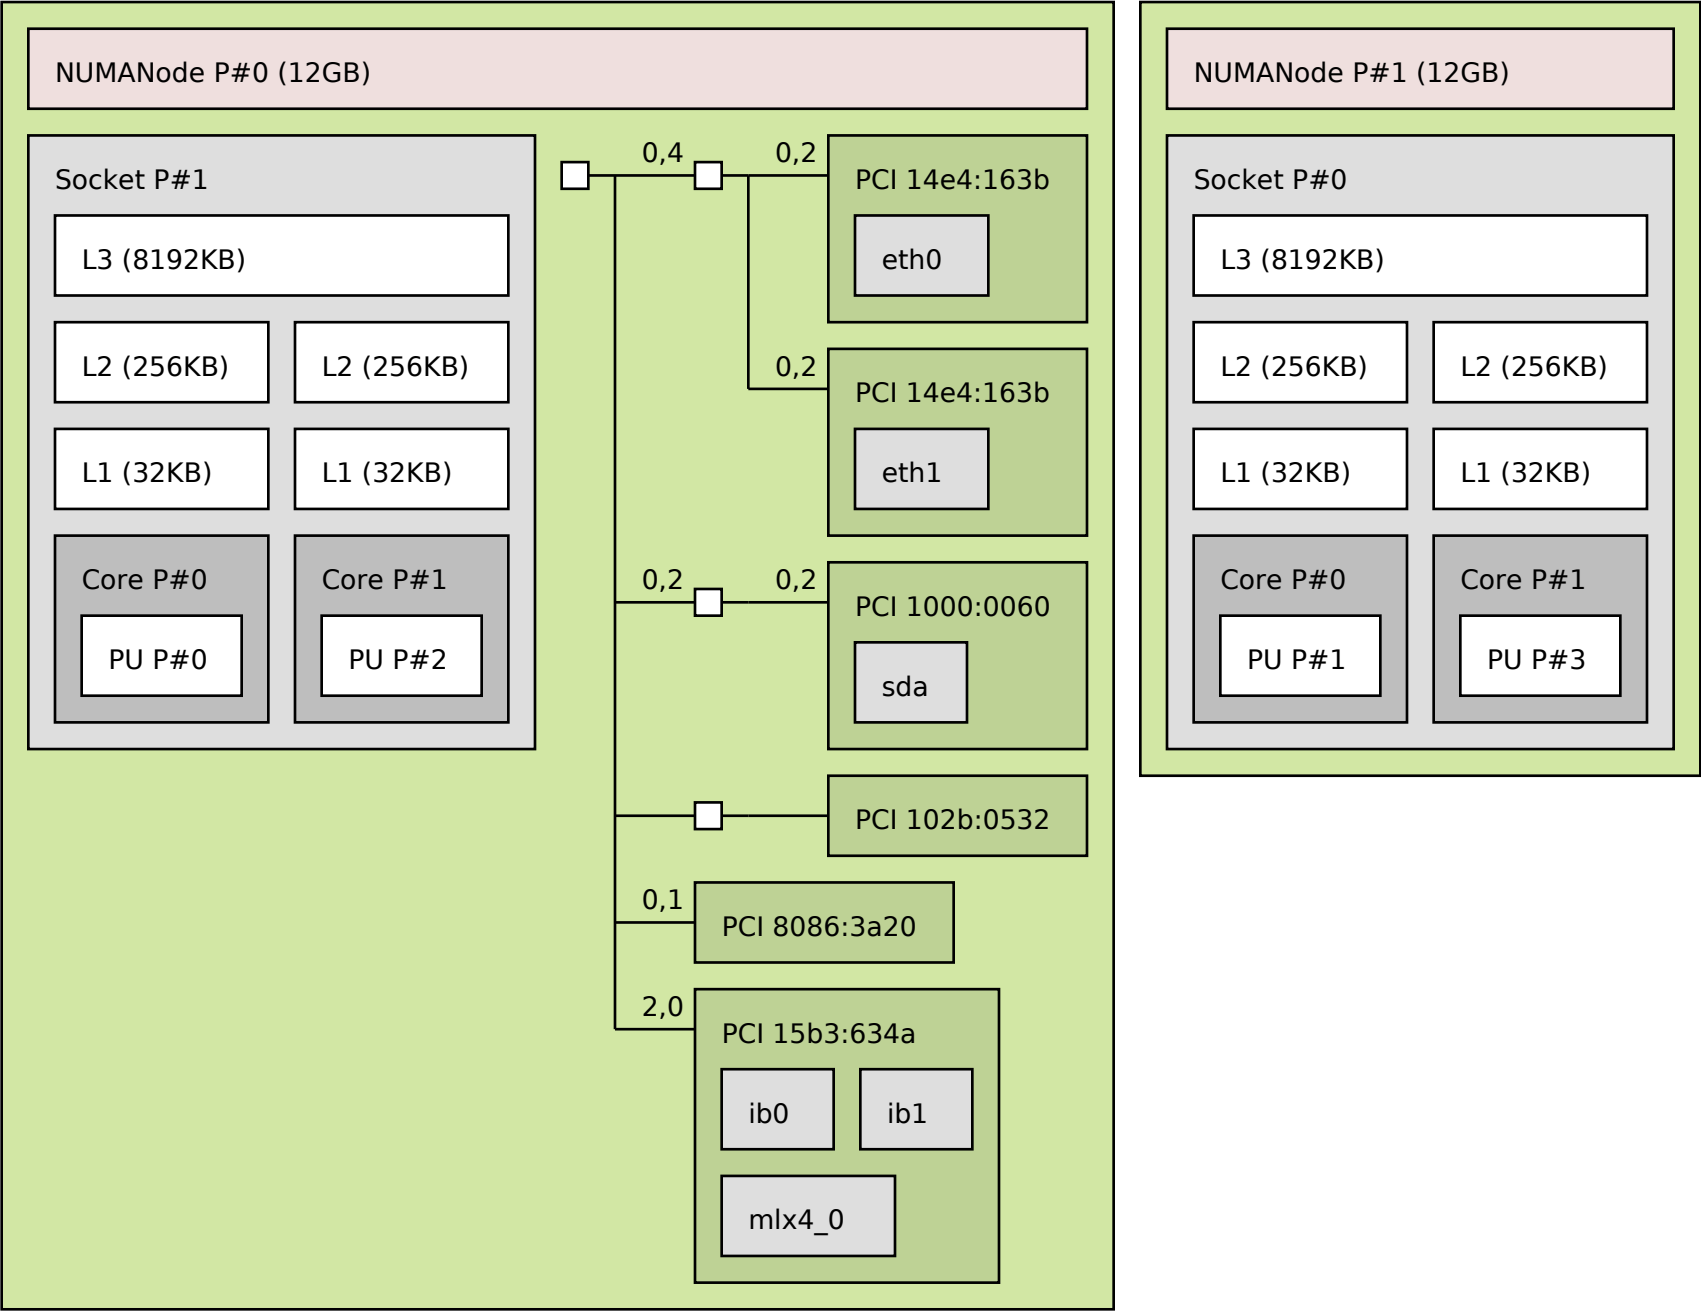 NUMANode P#0 (12GB)
Socket P#1
L3 (8192KB)
L2 (256KB)
L2 (256KB)
L1 (32KB)
L1 (32KB)
Core P#0
Core P#1
PU P#0
PU P#2
0,4
0,2
PCI 14e4:163b
eth0
0,2
PCI 14e4:163b
eth1
0,2
0,2
PCI 1000:0060
sda
PCI 102b:0532
0,1
PCI 8086:3a20
2,0
PCI 15b3:634a
ib0
ib1
mlx4_0
NUMANode P#1 (12GB)
Socket P#0
L3 (8192KB)
L2 (256KB)
L2 (256KB)
L1 (32KB)
L1 (32KB)
Core P#0
Core P#1
PU P#1
PU P#3